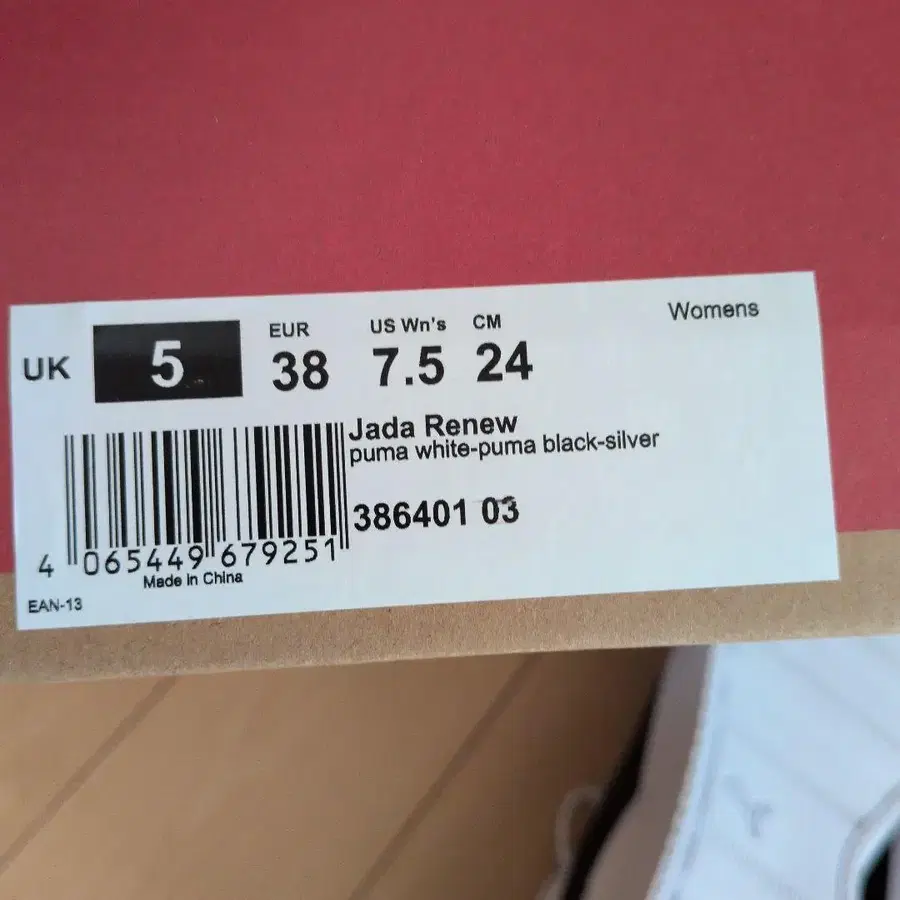 Womens
EUR US Wn's CM
UK 5 38 7.5 24
Jada Renew
puma white-puma black-silver
386401 03
4 065449 679251
Made in China
EAN-13